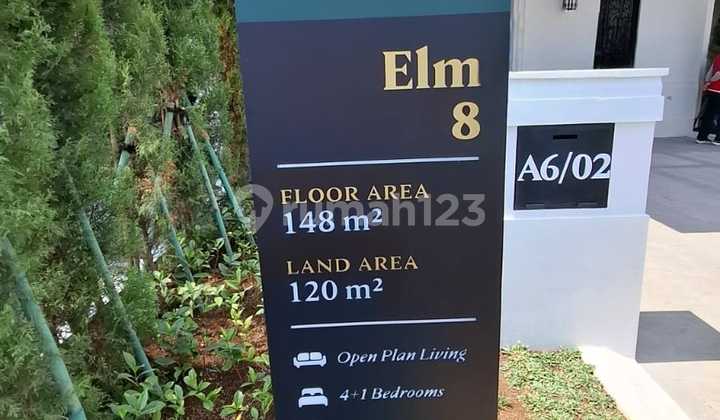 Elm
8
A6/02
FLOOR AREA
148 m²
rumah123
LAND AREA
120 m²
Open Plan Living
4+1 Bedrooms